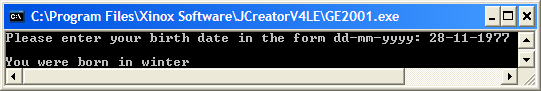 C:\Program Files\Xinox Software\JCreatorV4LE\GE2001.exe
Please enter your birth date in the form dd-mm-yyyy: 28-11-1977
You were born in winter